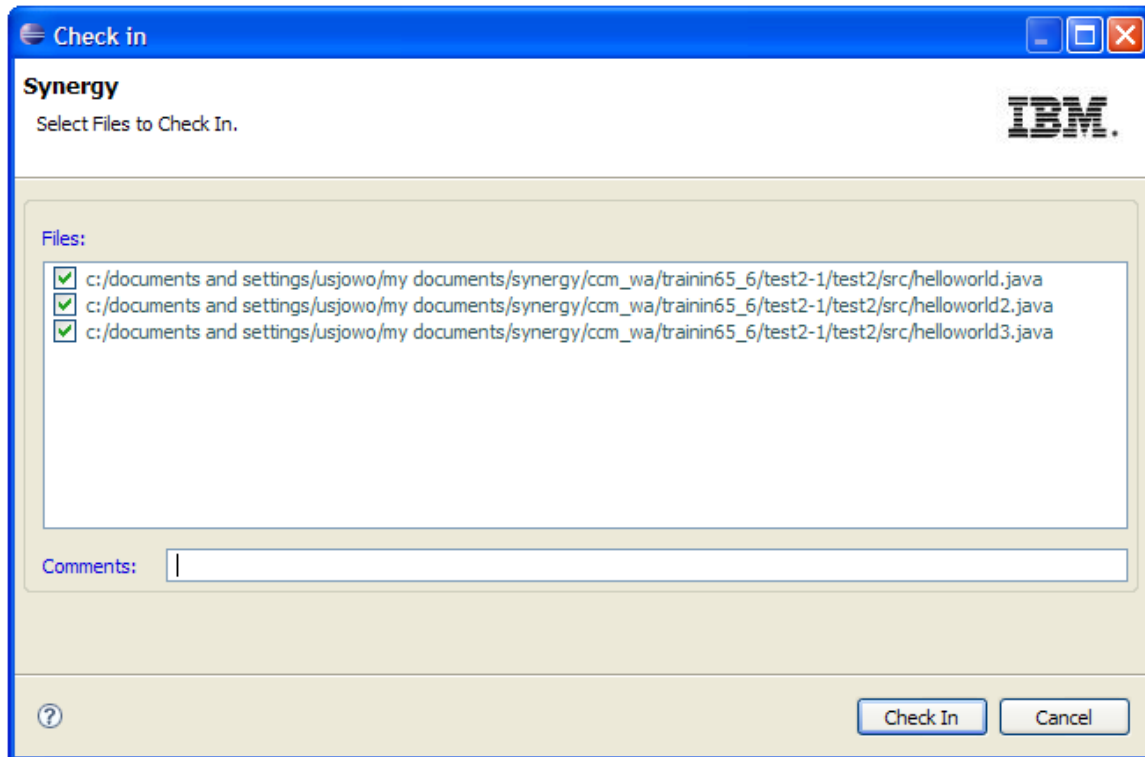 Check in
Synergy
Select Files to Check In.
IBM.
Files:
c:/documents and settings/usjowo/my documents/synergy/ccm_wa/trainin65_6/test2-1/test2/src/helloworld.java
c:/documents and settings/usjowo/my documents/synergy/ccm_wa/trainin65_6/test2-1/test2/src/helloworld2.java
c:/documents and settings/usjowo/my documents/synergy/ccm_wa/trainin65_6/test2-1/test2/src/helloworld3.java
Comments:
?
Check In
Cancel